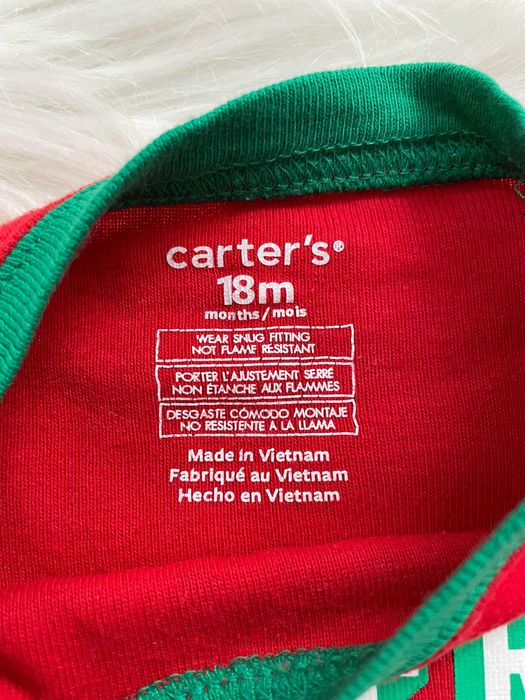 carter's®
18m
months/mois
WEAR SNUG FITTING
NOT FLAME RESISTANT
PORTER L'AJUSTEMENT SERRÉ
NON ÉTANCHE AUX FLAMMES
DESGASTE CÓMODO MONTAJE
NO RESISTENTE À LA LLAMA
Made in Vietnam
Fabriqué au Vietnam
Hecho en Vietnam